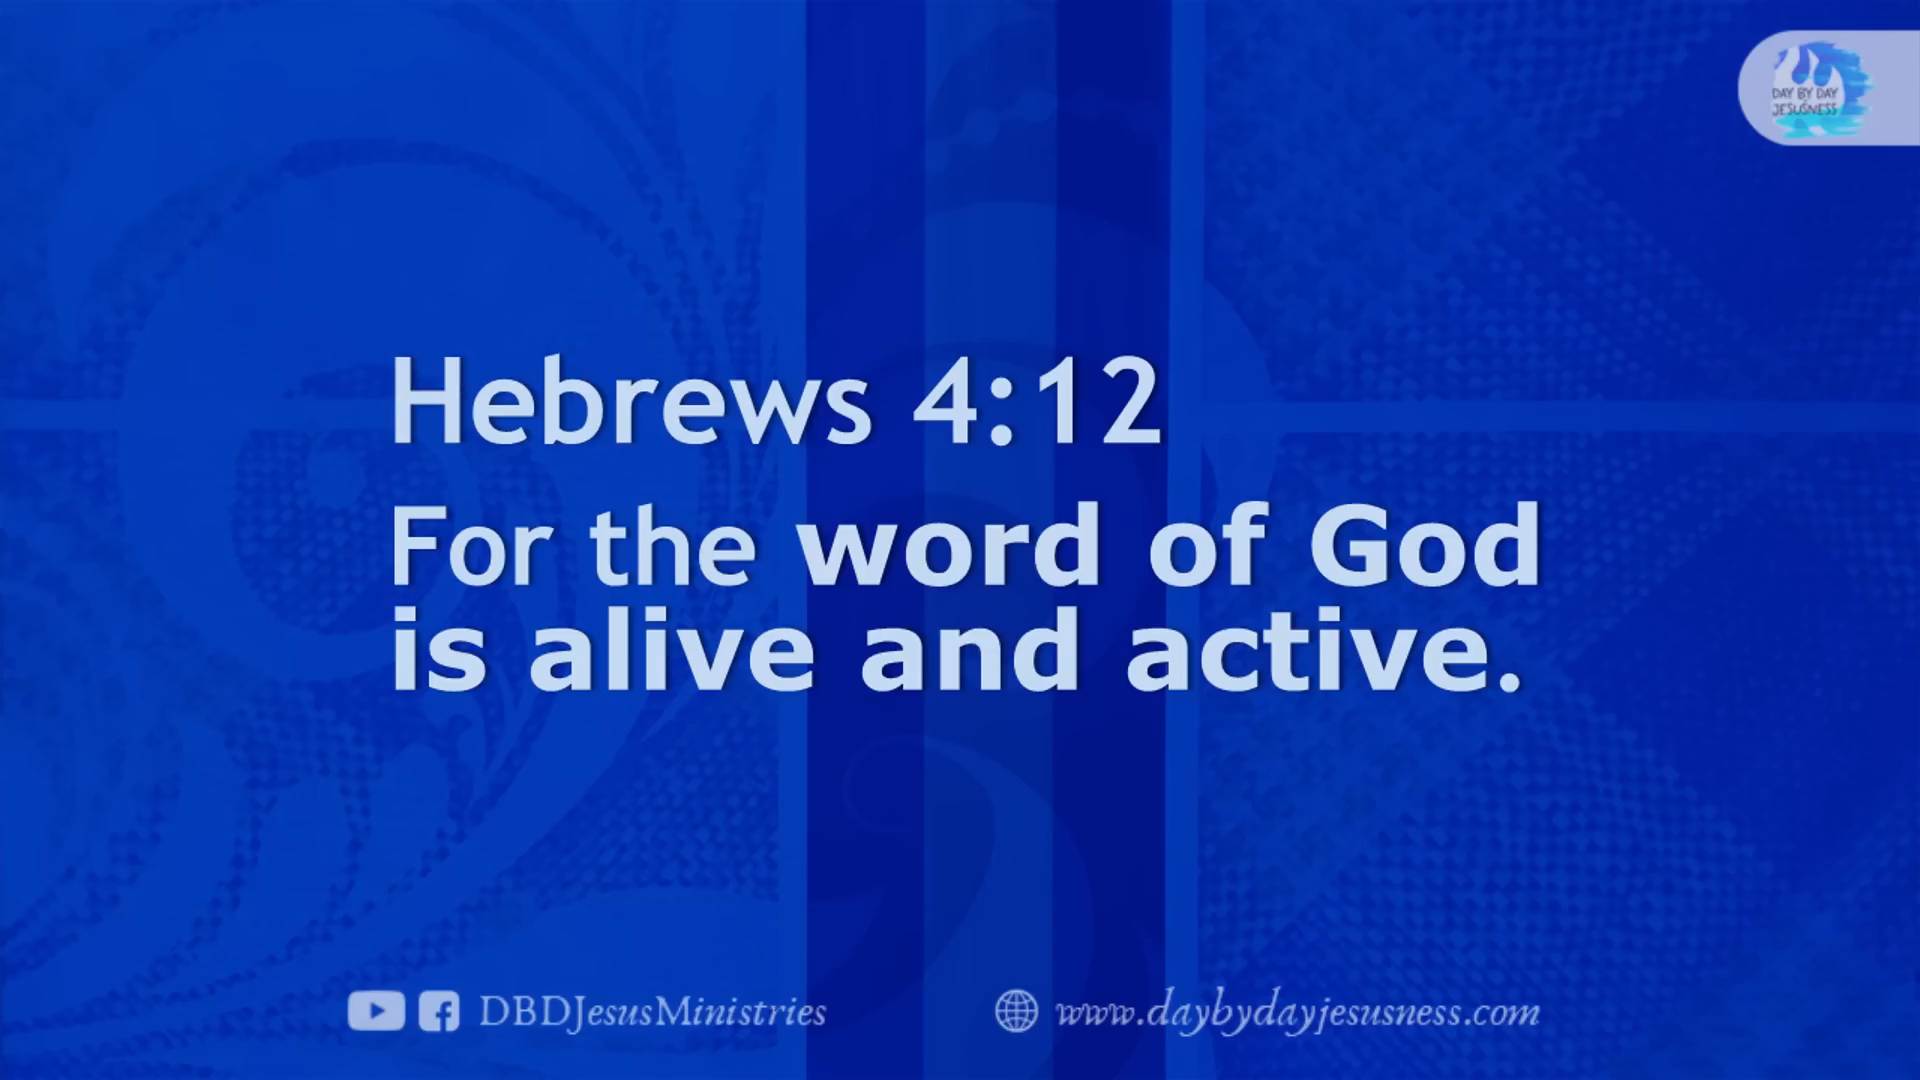 DAY BY DAY
JESUSNESS
Hebrews 4:12
For the word of God
is alive and active.
DBDJesusMinistries
www.daybydayjesusness.com